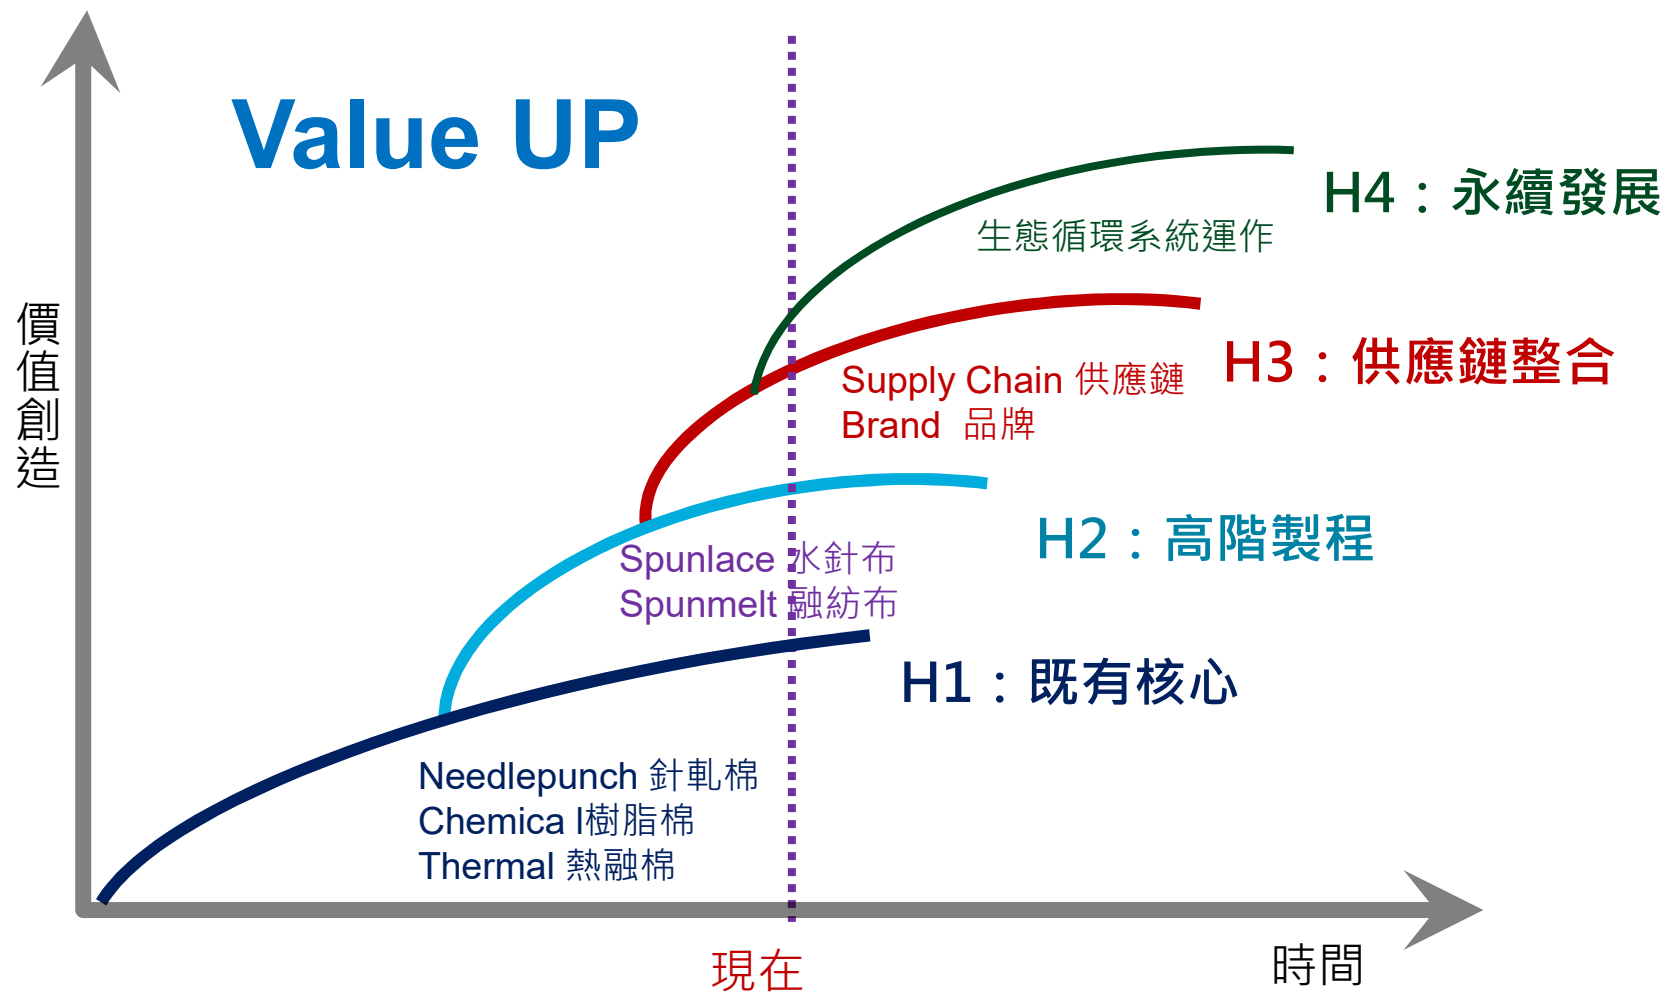 Value UP
價值創造
H4：永續發展
生態循環系統運作
H3：供應鏈整合
Supply Chain 供應鏈
Brand 品牌
H2：高階製程
Spunlace 水針布
Spunmelt 融紡布
H1：既有核心
Needlepunch 針軋棉
Chemica l樹脂棉
Thermal 熱融棉
現在
時間